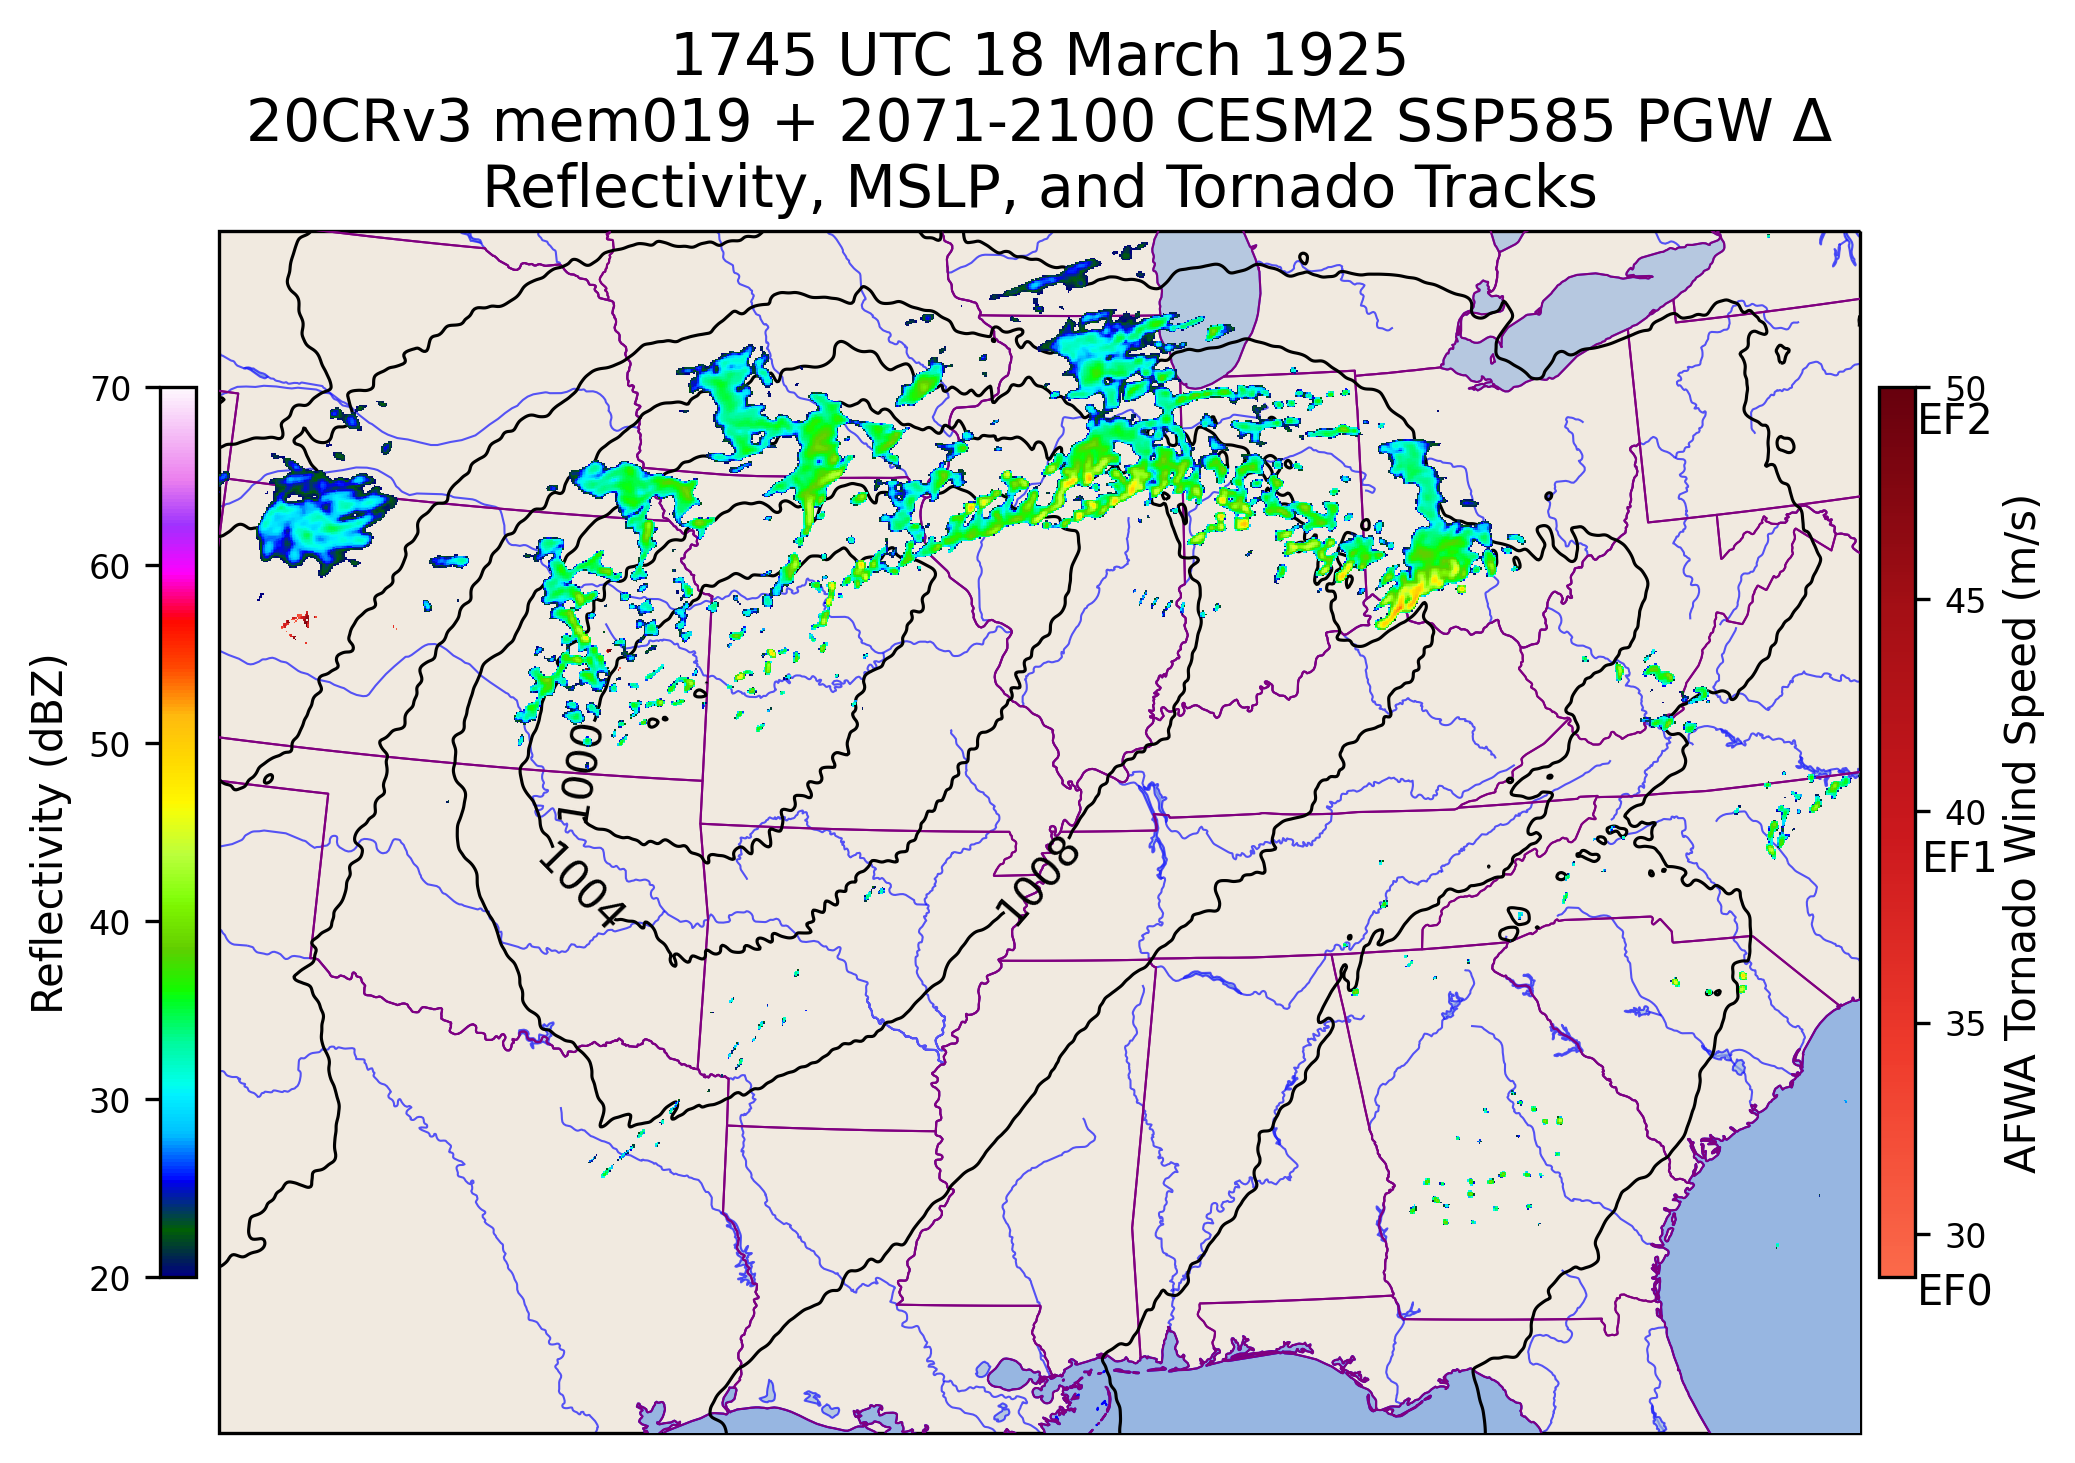 1745 UTC 18 March 1925
20CRv3 mem019 + 2071-2100 CESM2 SSP585 PGW Δ
Reflectivity, MSLP, and Tornado Tracks
70
60
50
40
30
20
Reflectivity (dBZ)
1000
1004
1008
50
EF2
45
40
EF1
35
30
EF0
AFWA Tornado Wind Speed (m/s)